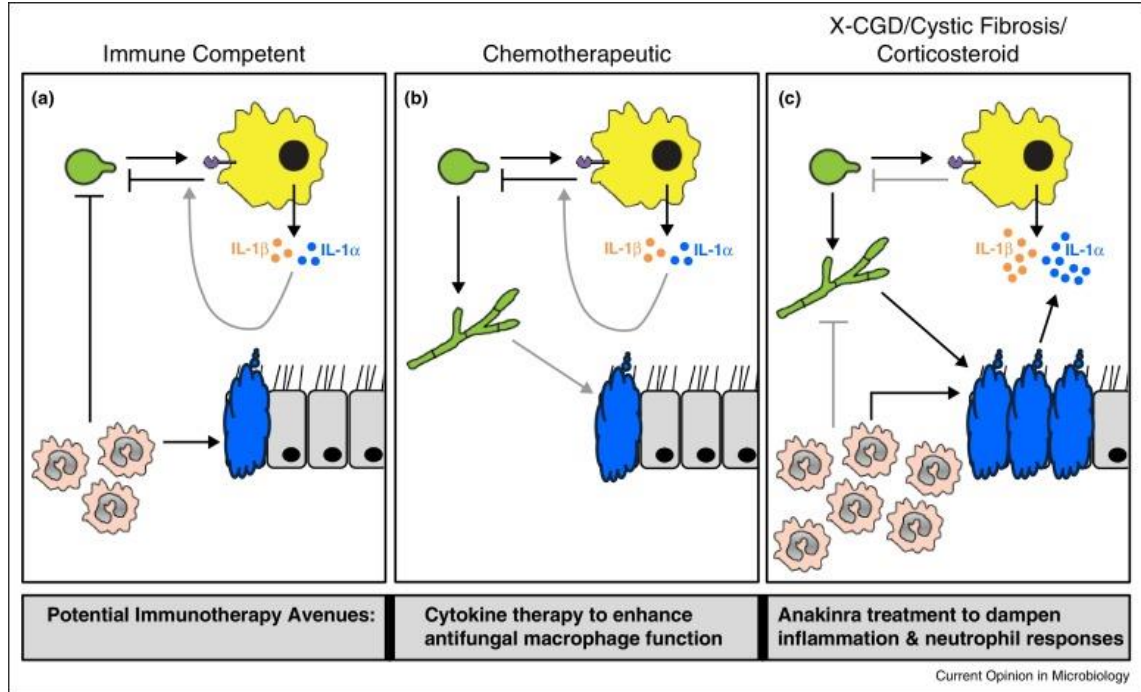 Immune Competent
Chemotherapeutic
X-CGD/Cystic Fibrosis/
Corticosteroid
(a)
IL-1β
IL-1α
(b)
IL-1β
IL-1α
(c)
IL-1β
IL-1α
Potential Immunotherapy Avenues:
Cytokine therapy to enhance
antifungal macrophage function
Anakinra treatment to dampen
inflammation & neutrophil responses
Current Opinion in Microbiology